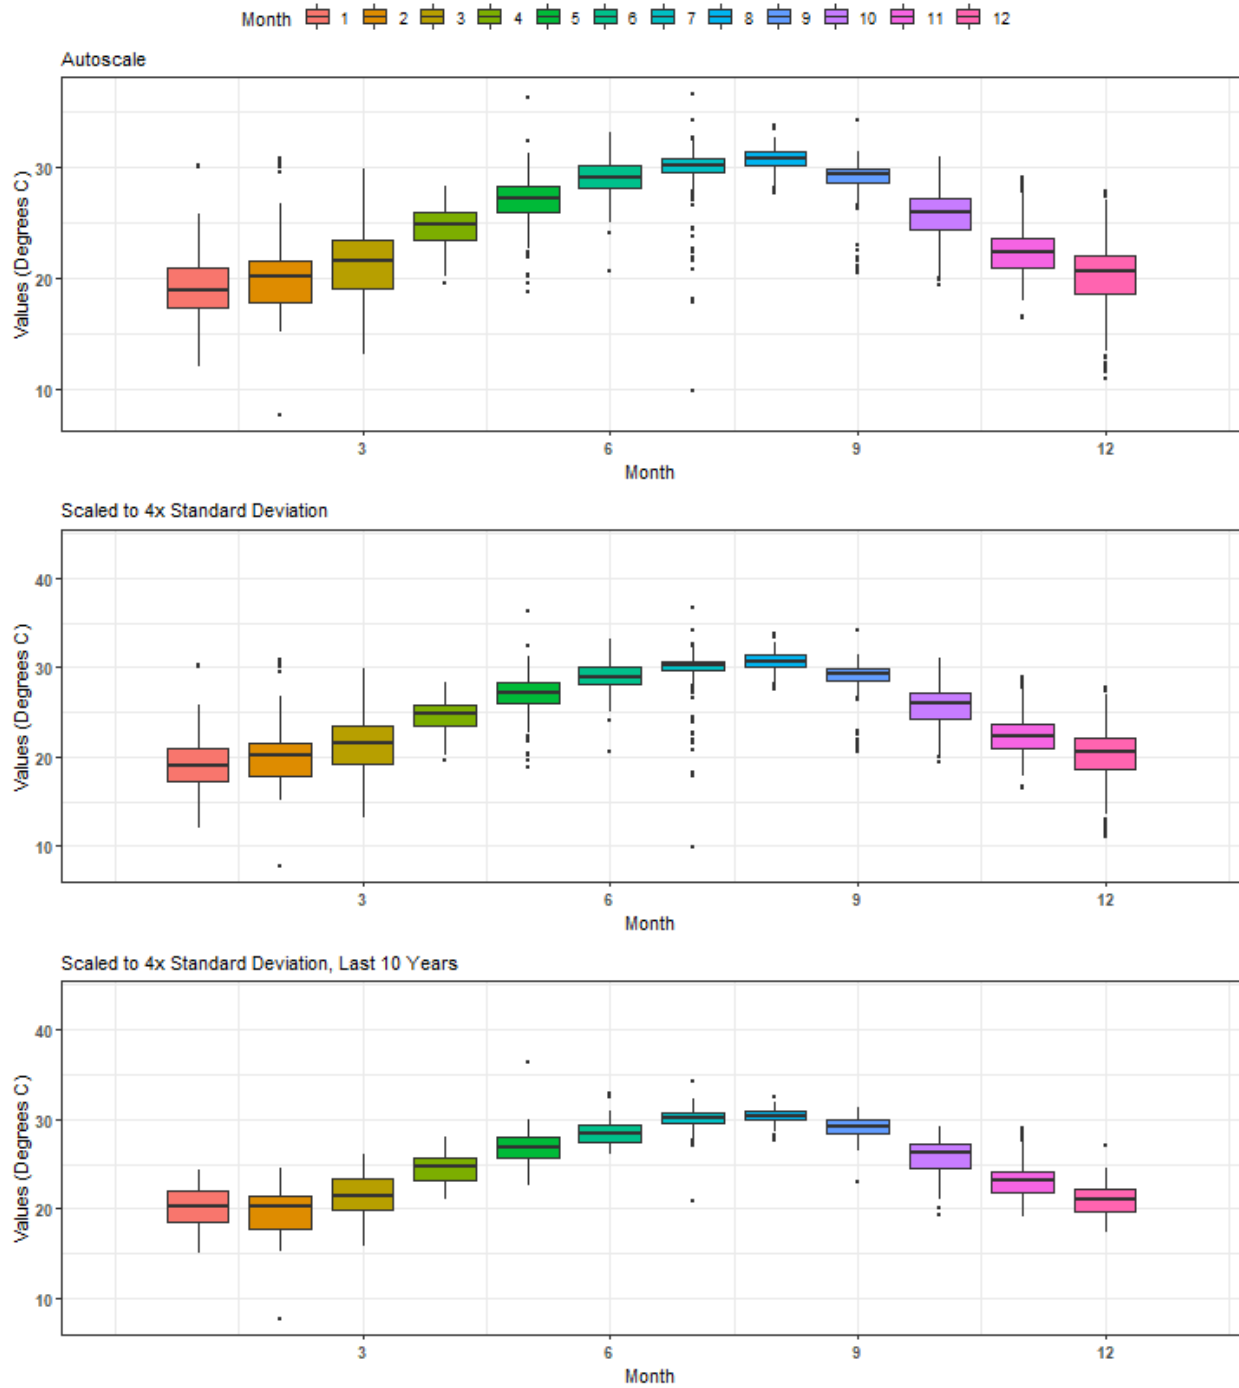 Month 1 2 3 4 5 6 7 8 9 10 11 12
Autoscale
Values (Degrees C)
30
20
10
3 6 9 12
Month
Scaled to 4x Standard Deviation
Values (Degrees C)
40
30
20
10
3 6 9 12
Month
Scaled to 4x Standard Deviation, Last 10 Years
Values (Degrees C)
40
30
20
10
3 6 9 12
Month